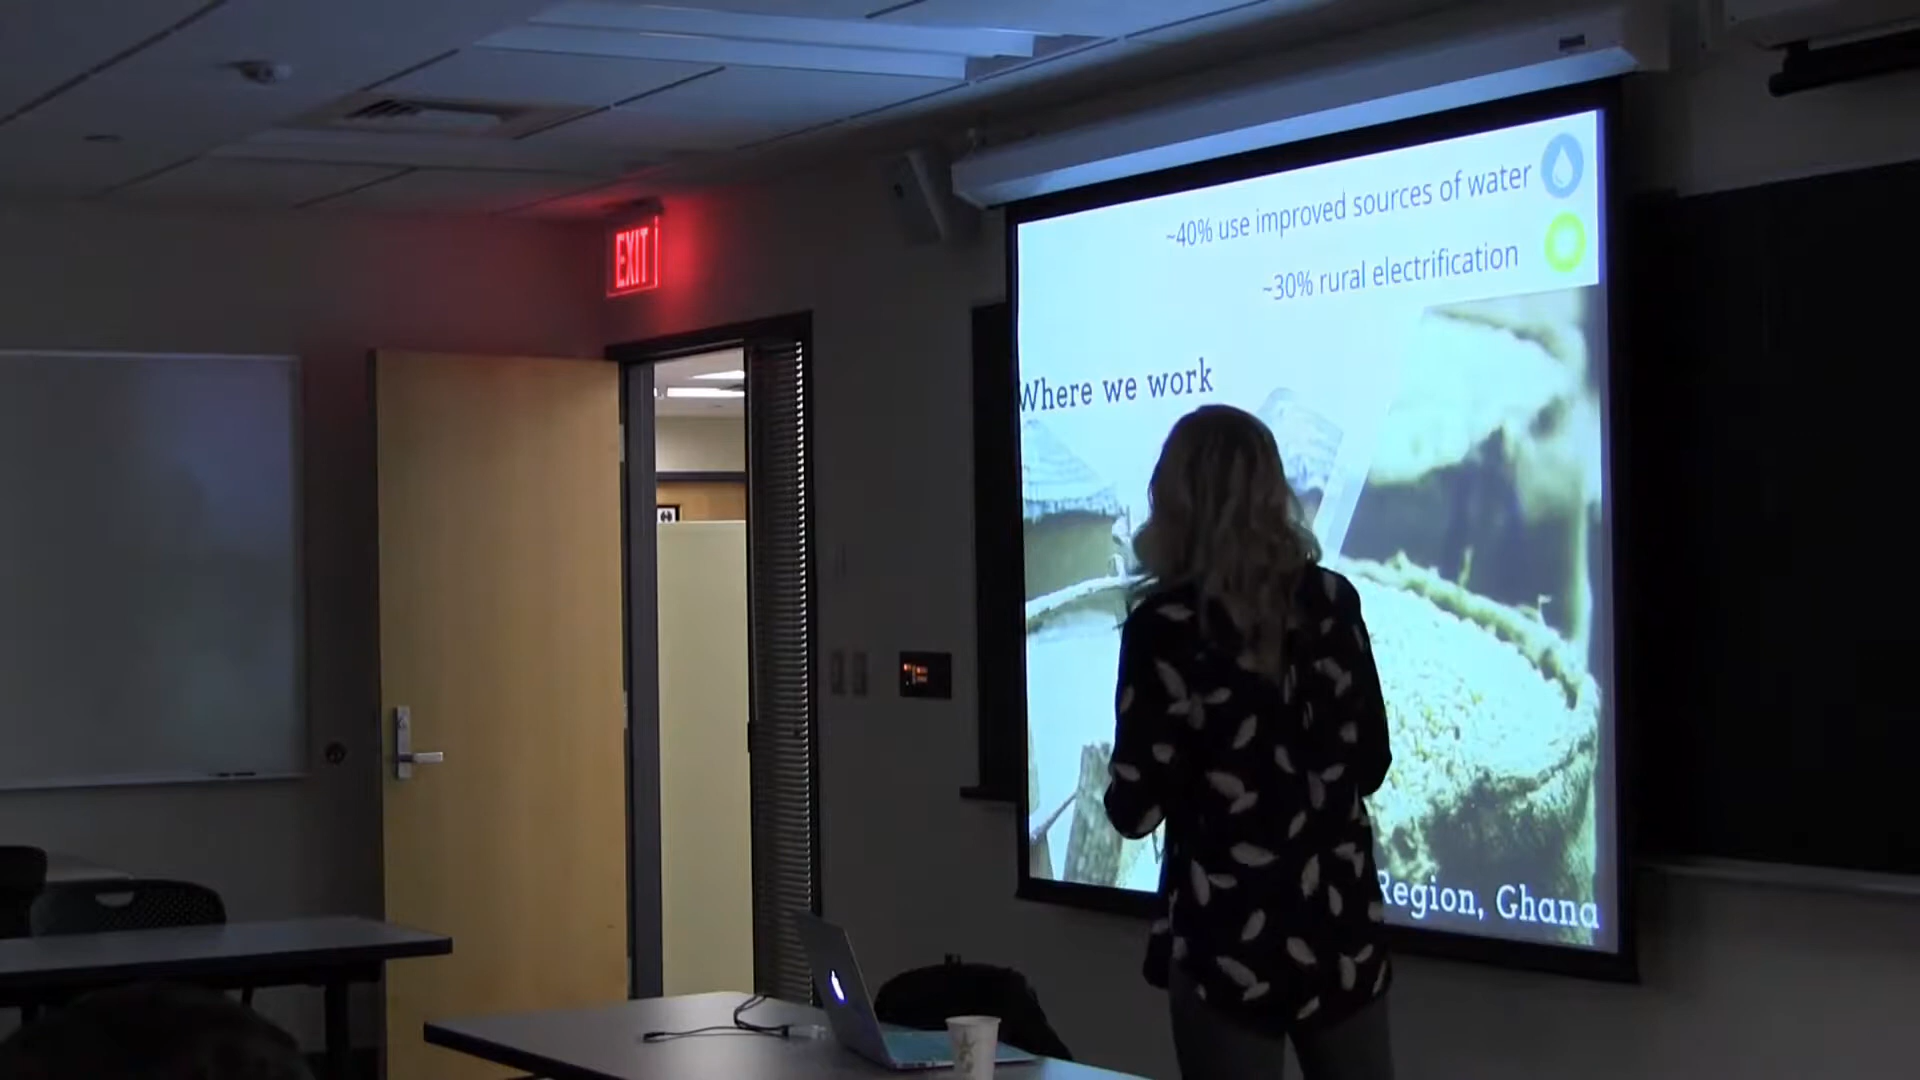 EXIT
~40% use improved sources of water
~30% rural electrification
Where we work
Region, Ghana